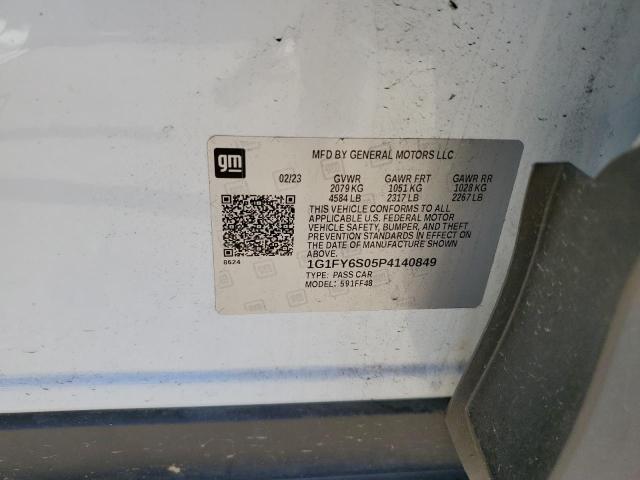 gm
MFD BY GENERAL MOTORS LLC
02/23 GVWR GAWR FRT GAWR RR
2079 KG 1051 KG 1028 KG
4584 LB 2317 LB 2267 LB
THIS VEHICLE CONFORMS TO ALL
APPLICABLE U.S. FEDERAL MOTOR
VEHICLE SAFETY, BUMPER, AND THEFT
PREVENTION STANDARDS IN EFFECT ON
THE DATE OF MANUFACTURE SHOWN
ABOVE.
8624
1G1FY6S05P4140849
TYPE: PASS CAR
MODEL: 591FF48